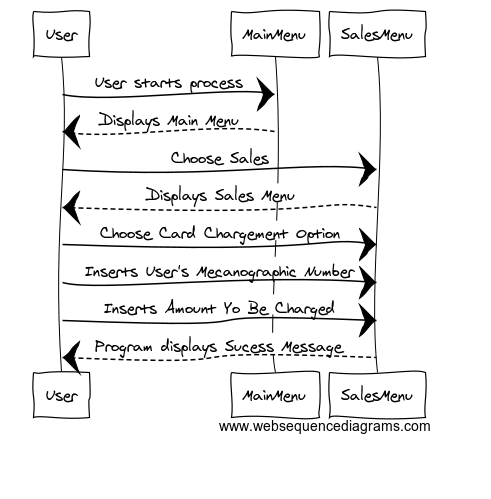 User MainMenu SalesMenu
User starts process
Displays Main Menu
Choose Sales
Displays Sales Menu
Choose Card Chargement Option
Inserts User's Mecanographic Number
Inserts Amount Yo Be Charged
Program displays Sucess Message
User MainMenu SalesMenu
www.websequencediagrams.com